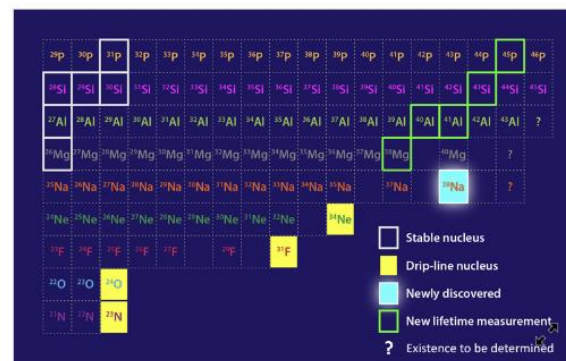 ²⁹P ³⁰P ³¹P ³²P ³³P ³⁴P ³⁵P ³⁶P ³⁷P ³⁸P ³⁹P ⁴⁰P ⁴¹P ⁴²P ⁴³P ⁴⁴P ⁴⁵P ⁴⁶P
²⁸Si ²⁹Si ³⁰Si ³¹Si ³²Si ³³Si ³⁴Si ³⁵Si ³⁶Si ³⁷Si ³⁸Si ³⁹Si ⁴⁰Si ⁴¹Si ⁴²Si ⁴³Si ⁴⁴Si ⁴⁵Si
²⁷Al ²⁸Al ²⁹Al ³⁰Al ³¹Al ³²Al ³³Al ³⁴Al ³⁵Al ³⁶Al ³⁷Al ³⁸Al ³⁹Al ⁴⁰Al ⁴¹Al ⁴²Al ⁴³Al ?
²⁶Mg ²⁷Mg ²⁸Mg ²⁹Mg ³⁰Mg ³¹Mg ³²Mg ³³Mg ³⁴Mg ³⁵Mg ³⁶Mg ³⁷Mg ³⁸Mg ⁴⁰Mg ?
²⁵Na ²⁶Na ²⁷Na ²⁸Na ²⁹Na ³⁰Na ³¹Na ³²Na ³³Na ³⁴Na ³⁵Na ³⁷Na ³⁹Na ?
²⁴Ne ²⁵Ne ²⁶Ne ²⁷Ne ²⁸Ne ²⁹Ne ³⁰Ne ³¹Ne ³²Ne ³⁴Ne
²³F ²⁴F ²⁵F ²⁶F ²⁷F ²⁹F ³¹F
²²O ²³O ²⁴O
²¹N ²²N ²³N
Stable nucleus
Drip-line nucleus
Newly discovered
New lifetime measurement
? Existence to be determined